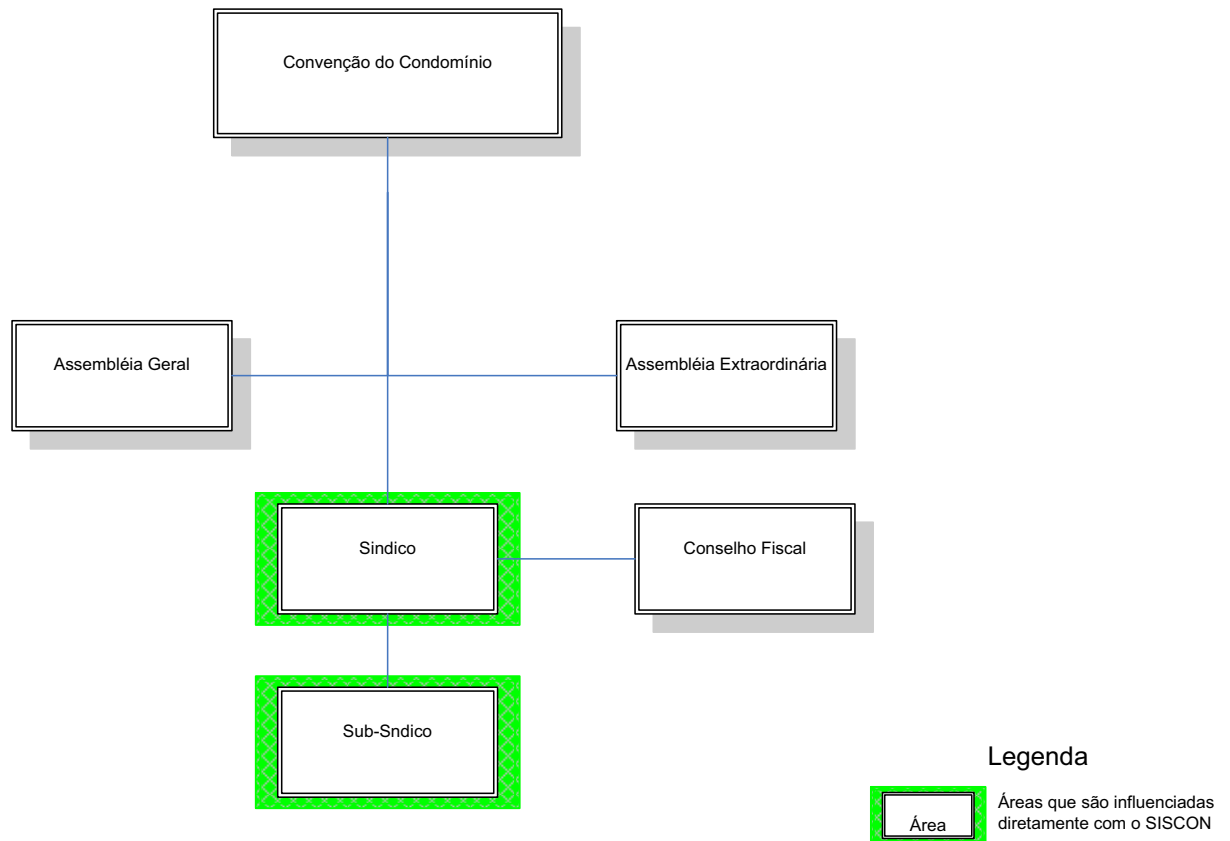 Convenção do Condomínio
Assembléia Geral
Assembléia Extraordinária
Sindico
Conselho Fiscal
Sub-Sndico
Legenda
Área
Áreas que são influenciadas
diretamente com o SISCON